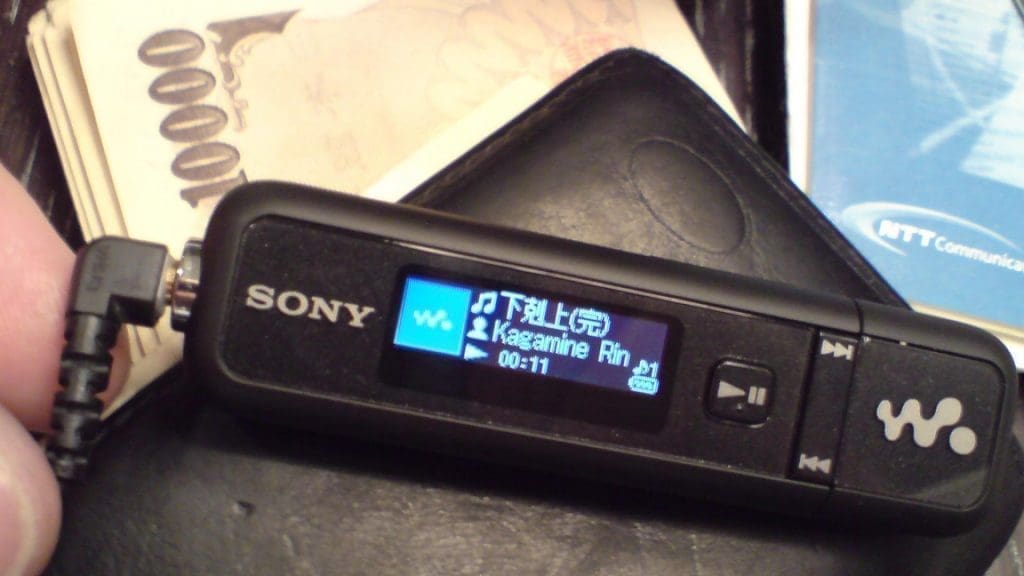 10000
NTT Communica
SONY
下剋上(完)
Kagamine Rin
00:11